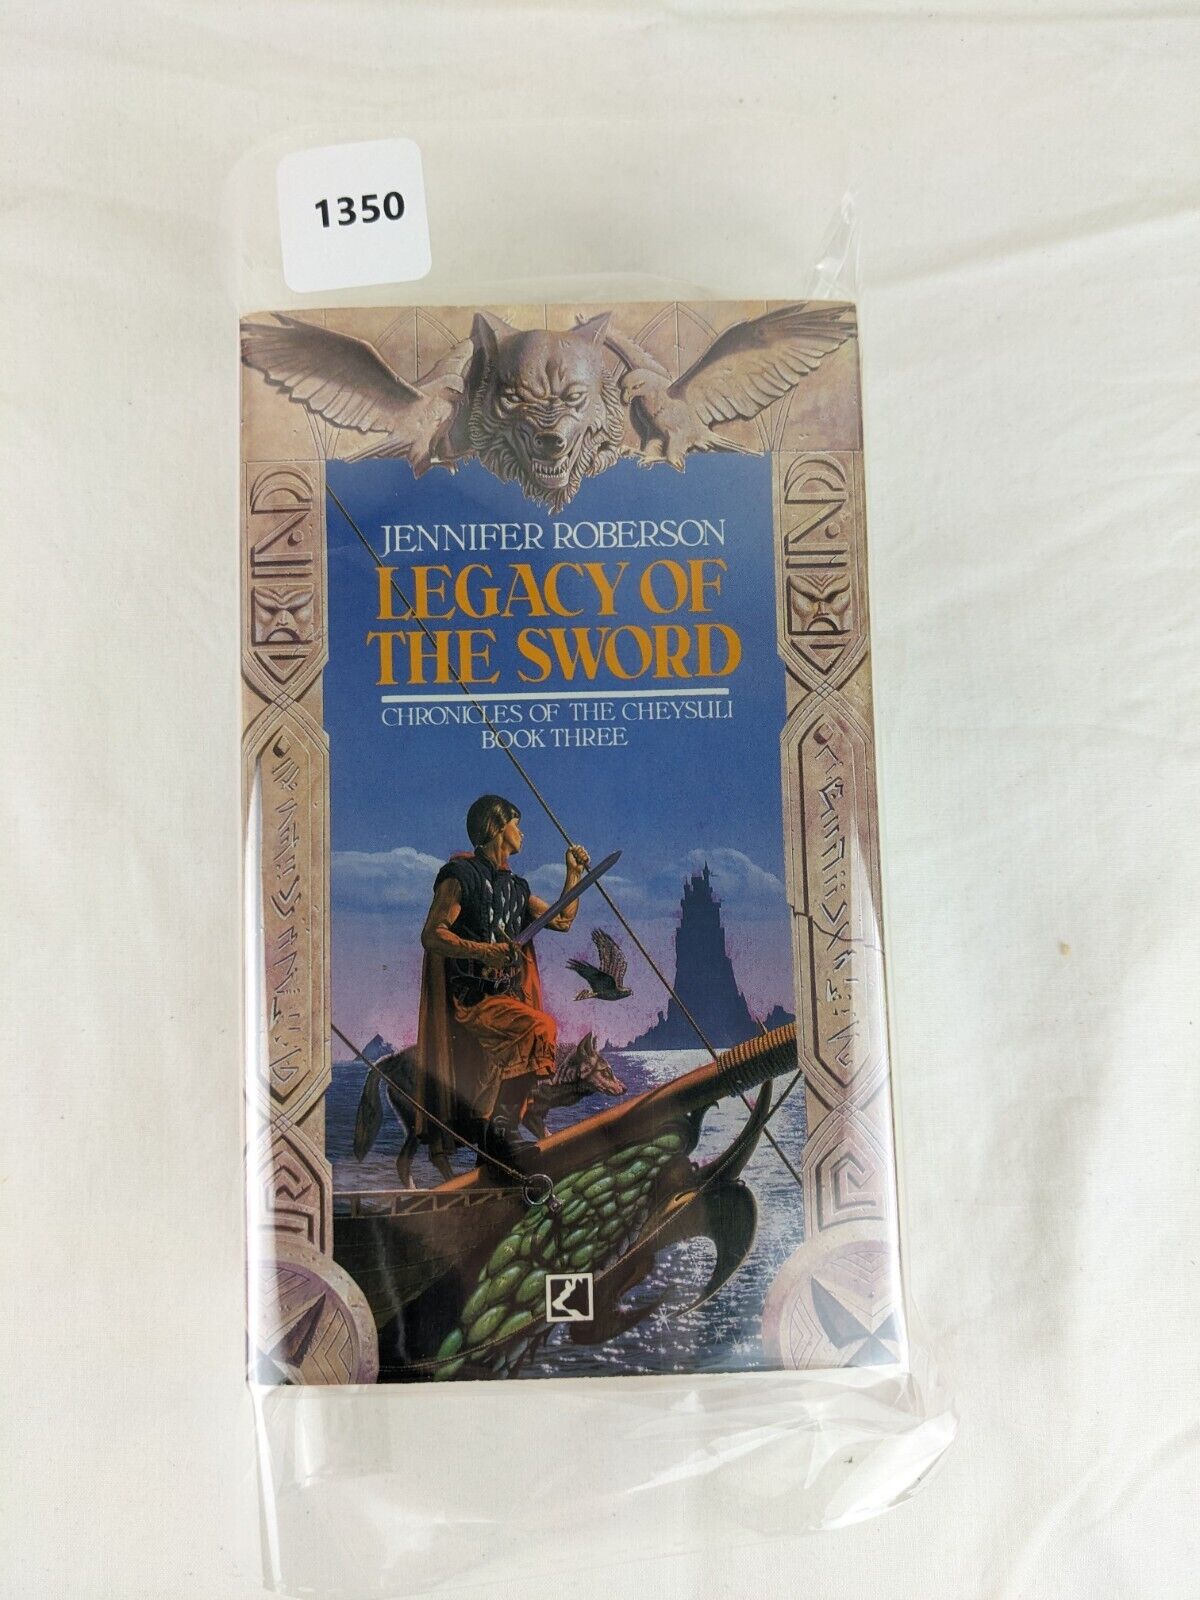 1350
JENNIFER ROBERSON
LEGACY OF
THE SWORD
CHRONICLES OF THE CHEYSULI
BOOK THREE